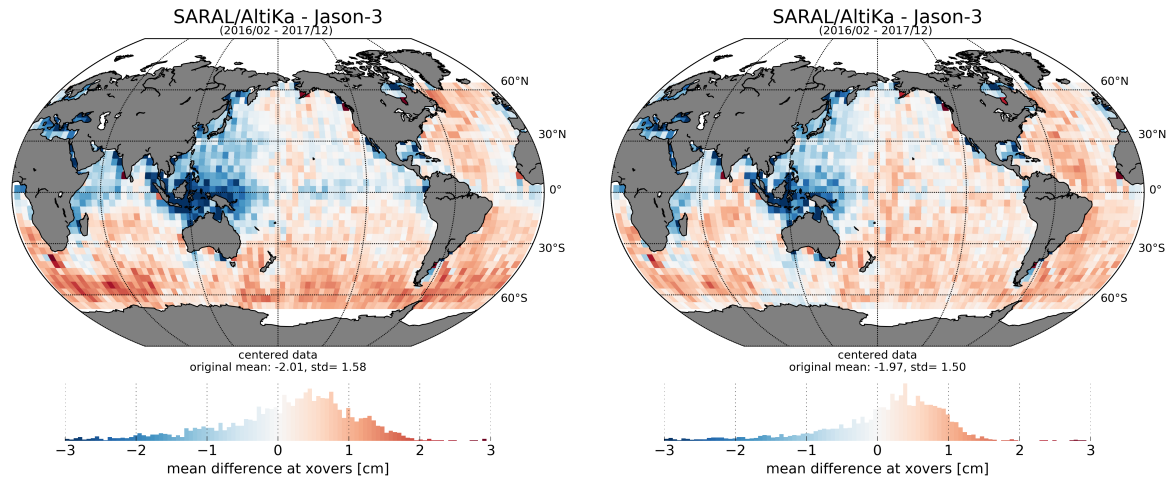 SARAL/AltiKa - Jason-3
(2016/02 - 2017/12)
60°N
30°N
0°
30°S
60°S
centered data
original mean: -2.01, std= 1.58
−3 −2 −1 0 1 2 3
mean difference at xovers [cm]
SARAL/AltiKa - Jason-3
(2016/02 - 2017/12)
60°N
30°N
0°
30°S
60°S
centered data
original mean: -1.97, std= 1.50
−3 −2 −1 0 1 2 3
mean difference at xovers [cm]